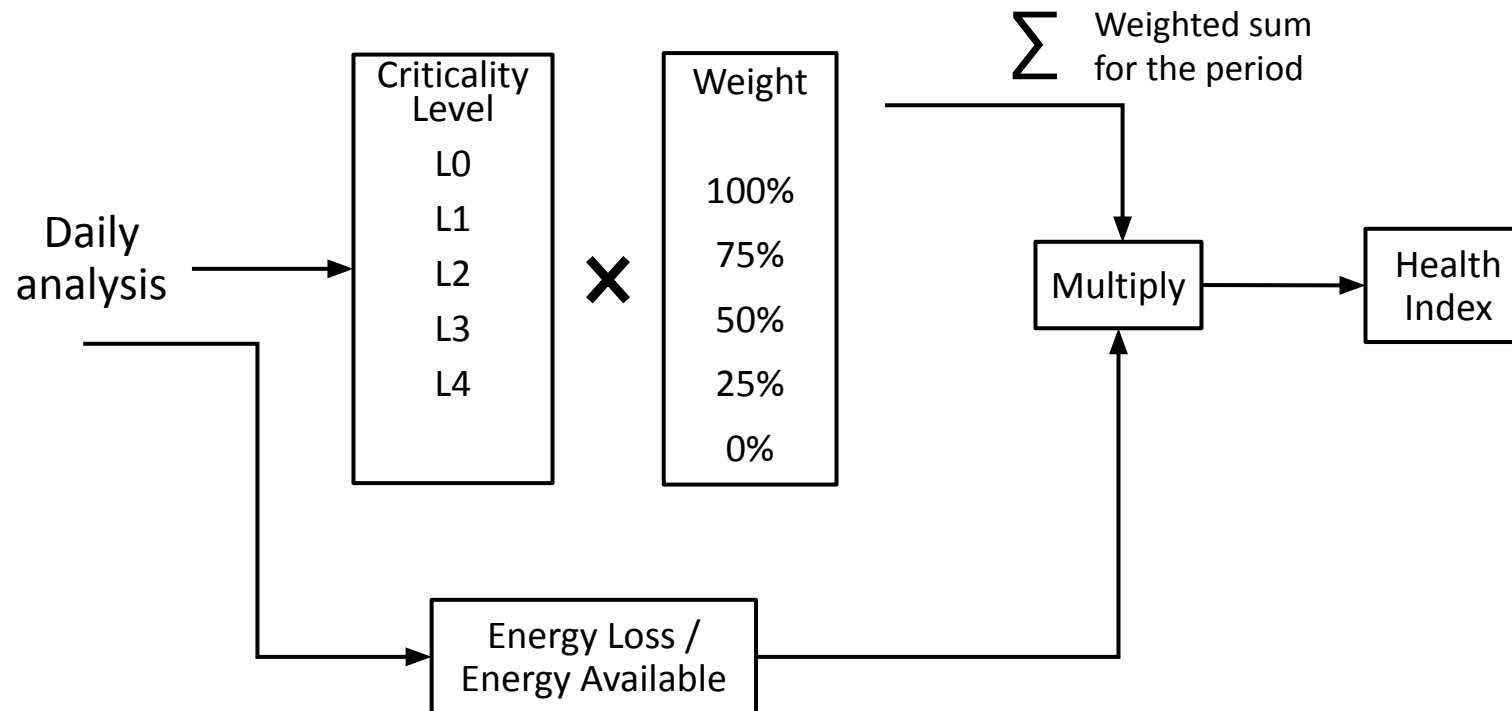 ∑ Weighted sum
for the period
Criticality
Level
L0
L1
L2
L3
L4
×
Weight
100%
75%
50%
25%
0%
Daily
analysis
Multiply
Health
Index
Energy Loss /
Energy Available